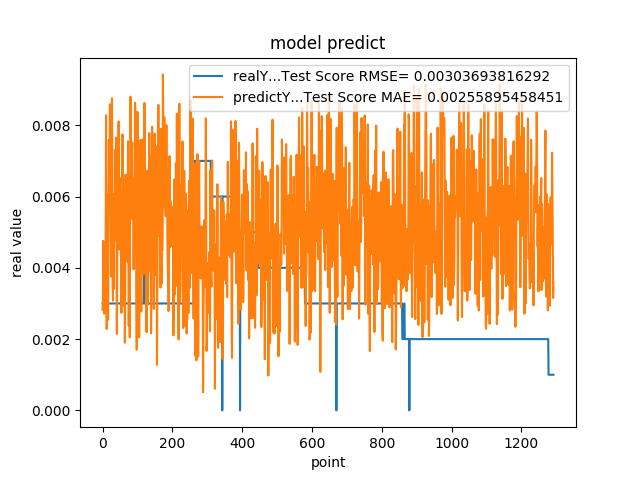 model predict
realY...Test Score RMSE= 0.00303693816292
predictY...Test Score MAE= 0.00255895458451
real value
0.008
0.006
0.004
0.002
0.000
0 200 400 600 800 1000 1200
point